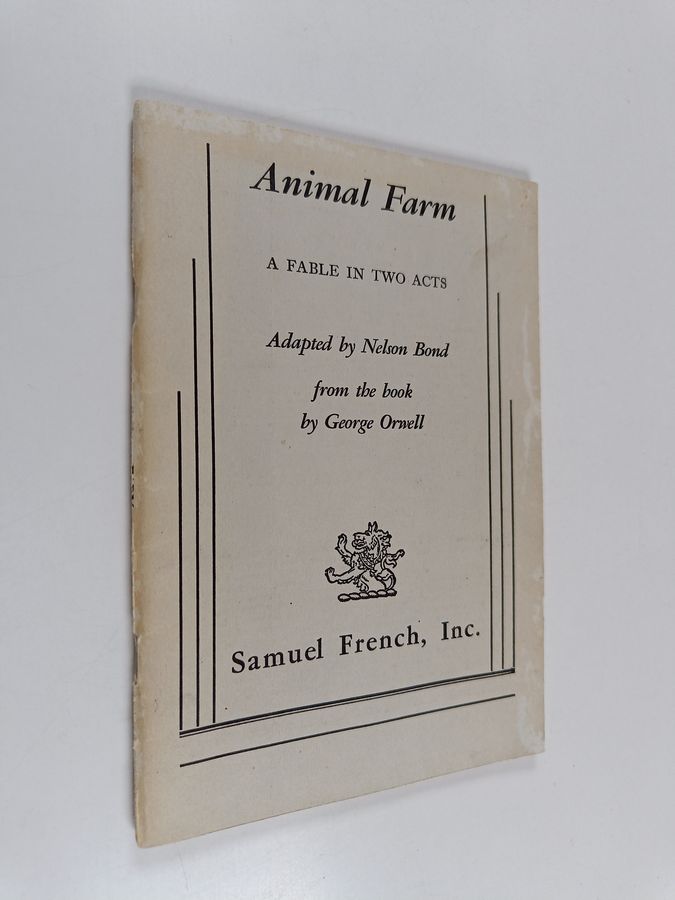 Animal Farm
A FABLE IN TWO ACTS
Adapted by Nelson Bond
from the book
by George Orwell
Samuel French, Inc.